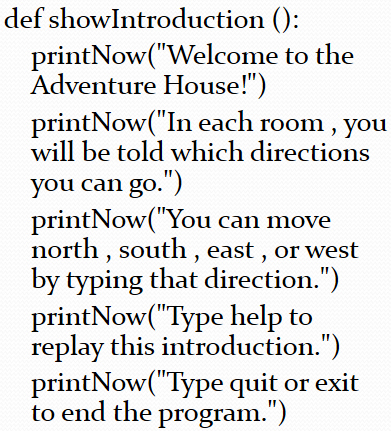 def showIntroduction ():
printNow("Welcome to the
Adventure House!")
printNow("In each room , you
will be told which directions
you can go.")
printNow("You can move
north , south , east , or west
by typing that direction.")
printNow("Type help to
replay this introduction.")
printNow("Type quit or exit
to end the program.")